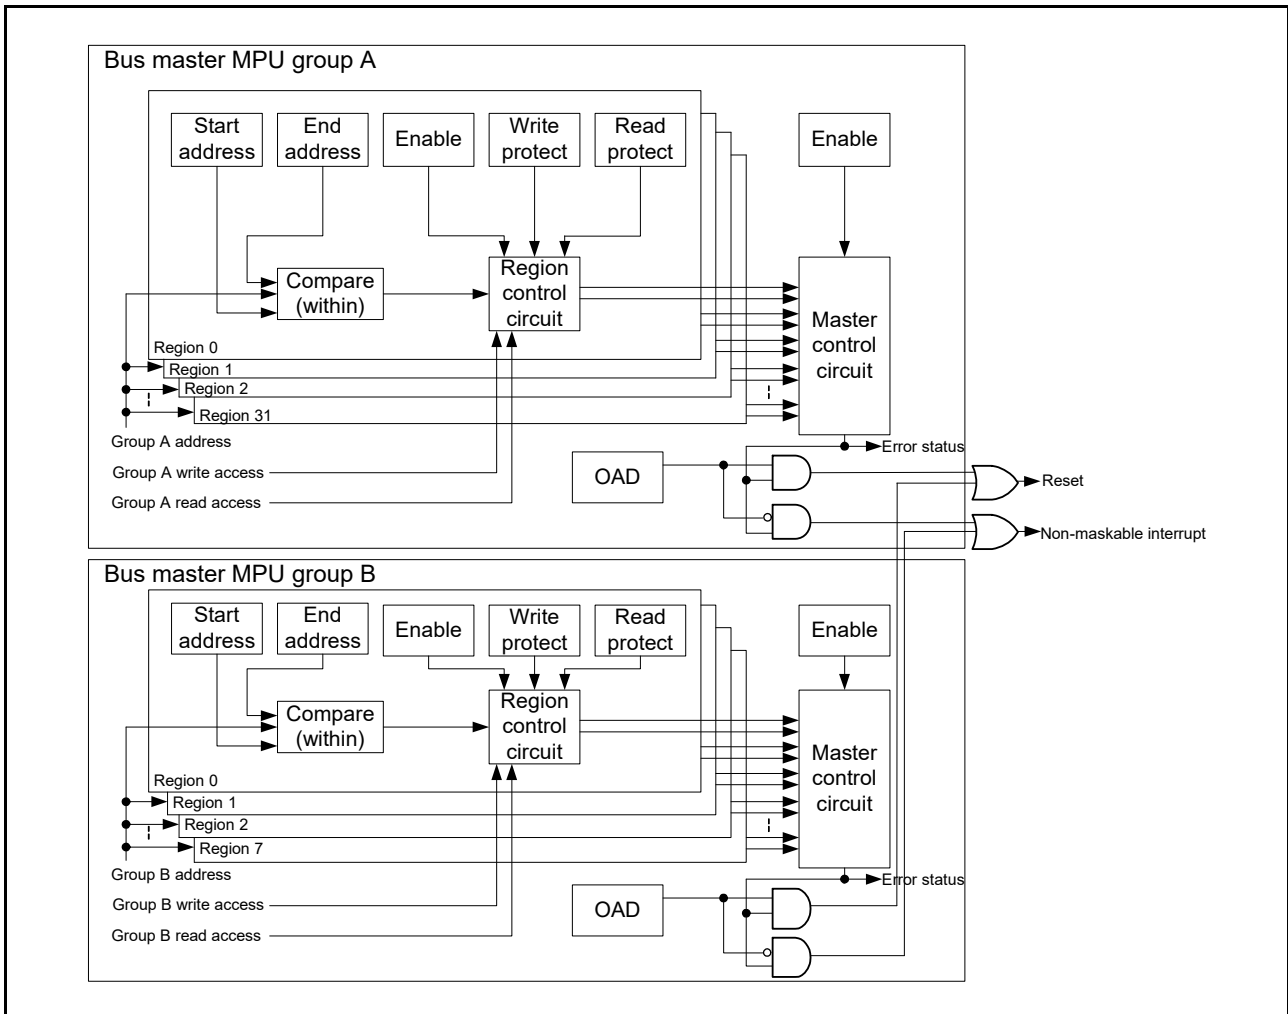 Bus master MPU group A
Start
address
End
address
Enable
Write
protect
Read
protect
Enable
Compare
(within)
Region
control
circuit
Master
control
circuit
Region 0
Region 1
Region 2
Region 31
Group A address
Group A write access
Group A read access
OAD
Error status
Reset
Non-maskable interrupt
Bus master MPU group B
Start
address
End
address
Enable
Write
protect
Read
protect
Enable
Compare
(within)
Region
control
circuit
Master
control
circuit
Region 0
Region 1
Region 2
Region 7
Group B address
Group B write access
Group B read access
OAD
Error status